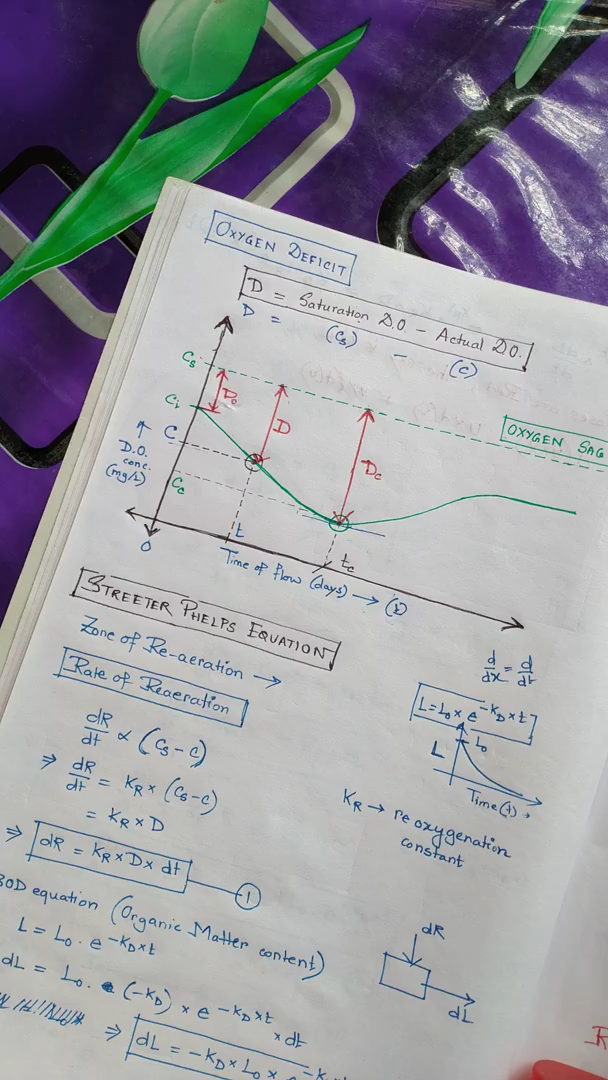 OXYGEN DEFICIT
D = Saturation D.O. - Actual D.O.
D = (Cs) - (C)
Cs
Ci
C
Cc
↑
D.O.
conc.
(mg/L)
D₀
D
Dc
OXYGEN SAG
O
t
tc
Time of flow (days) → (t)
STREETER PHELPS EQUATION
Zone of Re-aeration →
Rate of Reaeration
dR/dt ∝ (Cs - C)
⇒ dR/dt = KR × (Cs - C)
= KR × D
⇒ dR = KR × D × dt
①
d/dx = d/dt
L = L₀ × e^-KD×t
L₀
L
Time (t) →
KR → reoxygenation
constant
BOD equation (Organic Matter content)
L = L₀ . e^-KD×t
dL = L₀ . (-KD) × e^-KD×t × dt
⇒ dL = -KD × L₀ ×
dR
dL